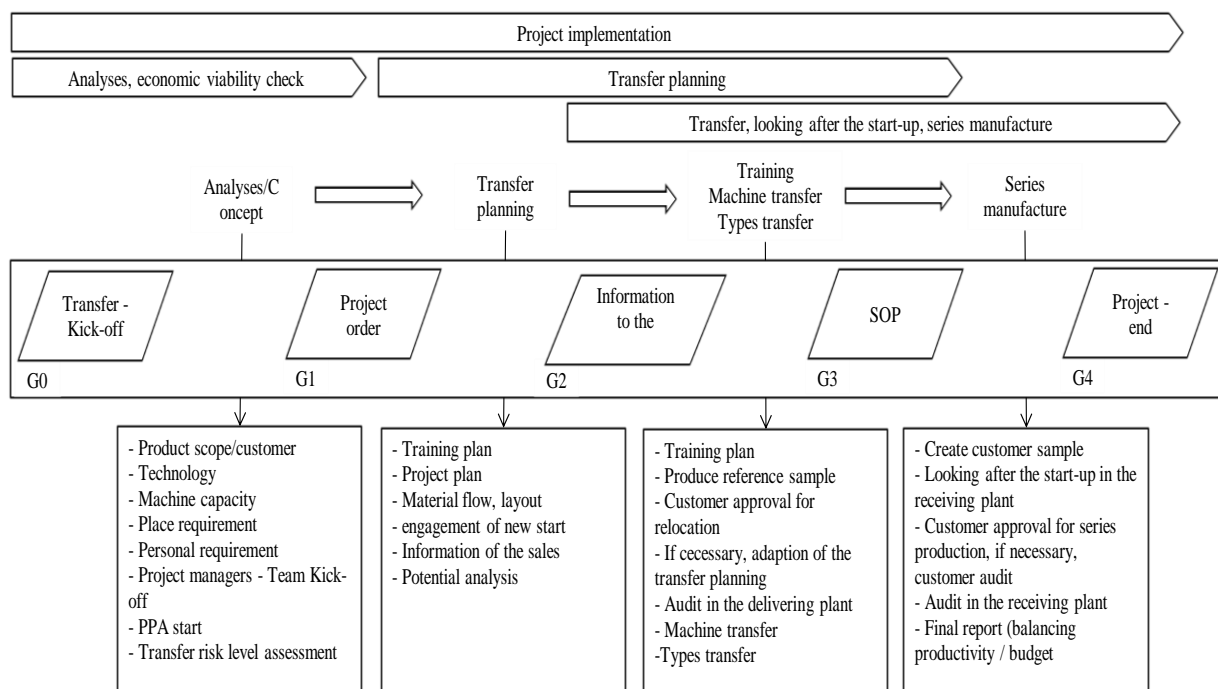 Project implementation
Analyses, economic viability check
Transfer planning
Transfer, looking after the start-up, series manufacture
Analyses/C
oncept
Transfer
planning
Training
Machine transfer
Types transfer
Series
manufacture
Transfer -
Kick-off
Project
order
Information
to the
SOP
Project -
end
G0
G1
G2
G3
G4
- Product scope/customer
- Technology
- Machine capacity
- Place requirement
- Personal requirement
- Project managers - Team Kick-
off
- PPA start
- Transfer risk level assessment
- Training plan
- Project plan
- Material flow, layout
- engagement of new start
- Information of the sales
- Potential analysis
- Training plan
- Produce reference sample
- Customer approval for
relocation
- If cecessary, adaption of the
transfer planning
- Audit in the delivering plant
- Machine transfer
-Types transfer
- Create customer sample
- Looking after the start-up in the
receiving plant
- Customer approval for series
production, if necessary,
customer audit
- Audit in the receiving plant
- Final report (balancing
productivity / budget